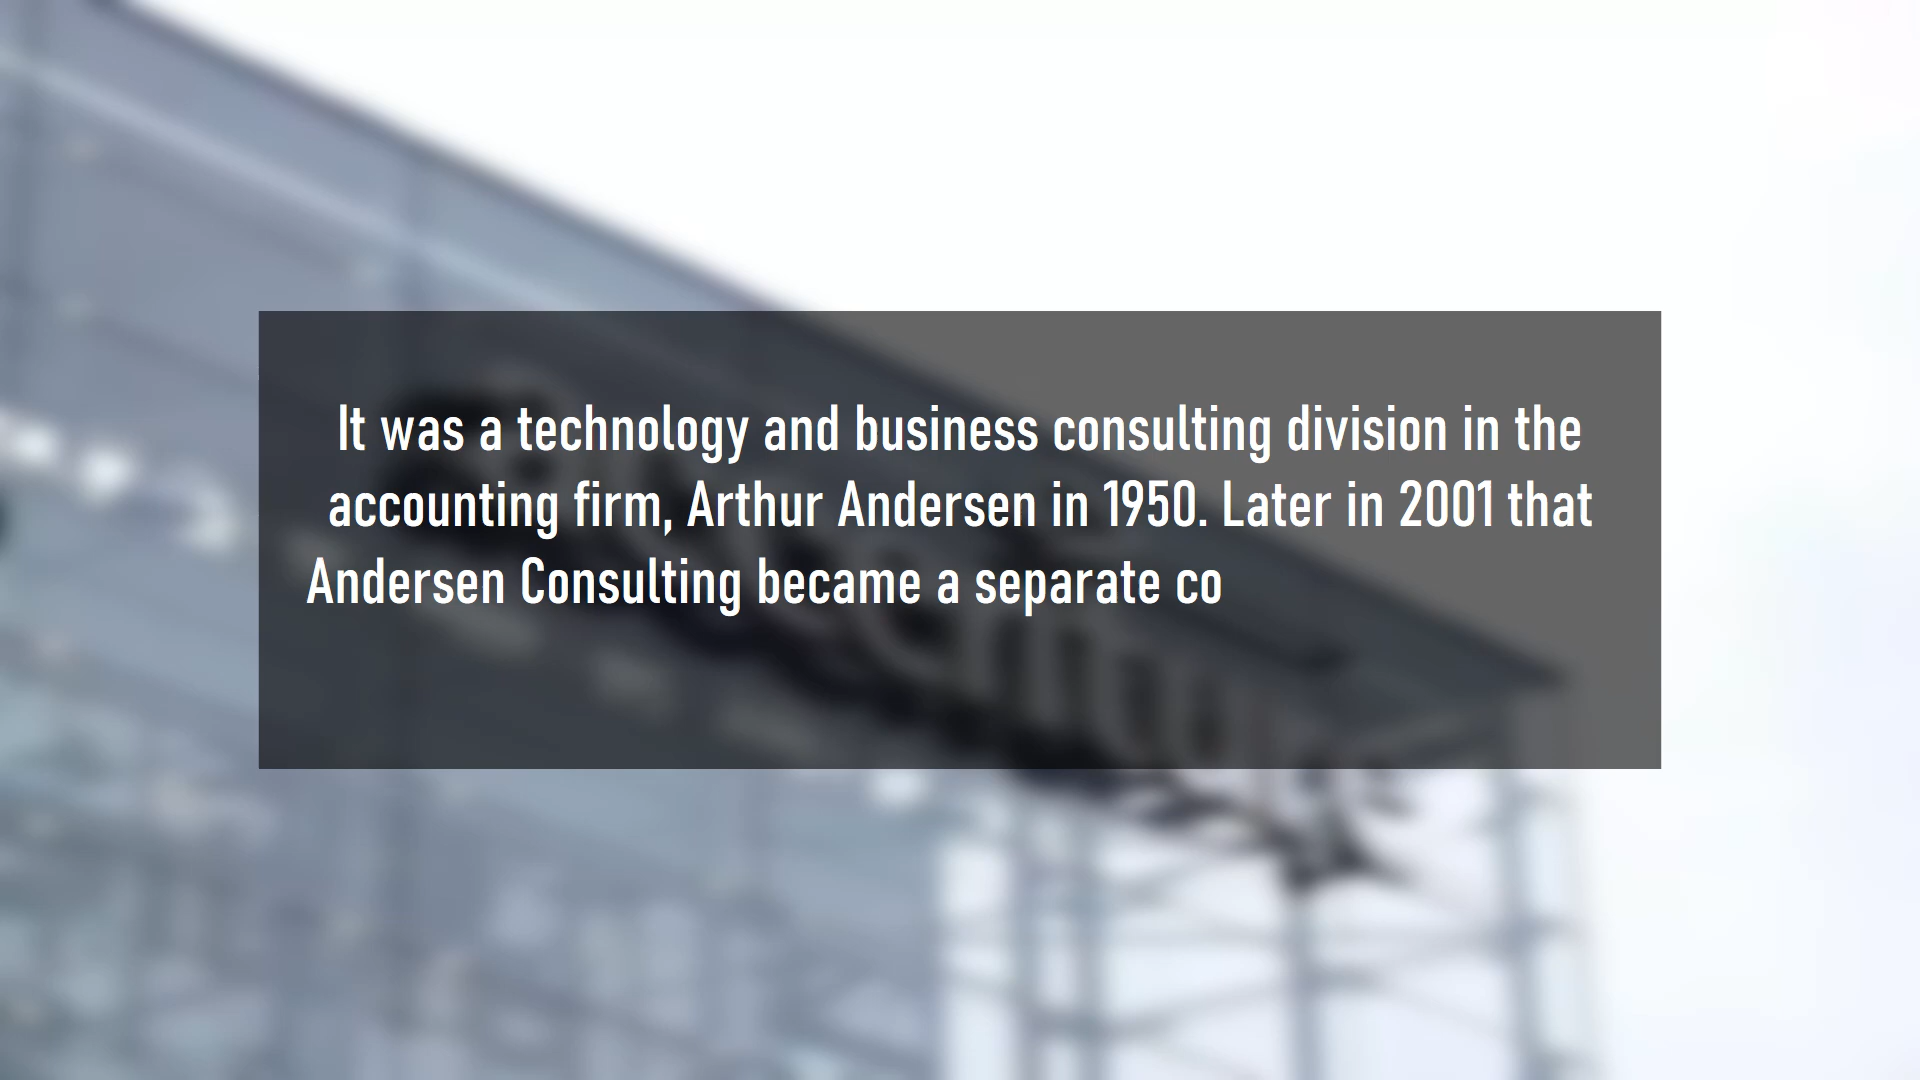 It was a technology and business consulting division in the
accounting firm, Arthur Andersen in 1950. Later in 2001 that
Andersen Consulting became a separate co
accenture